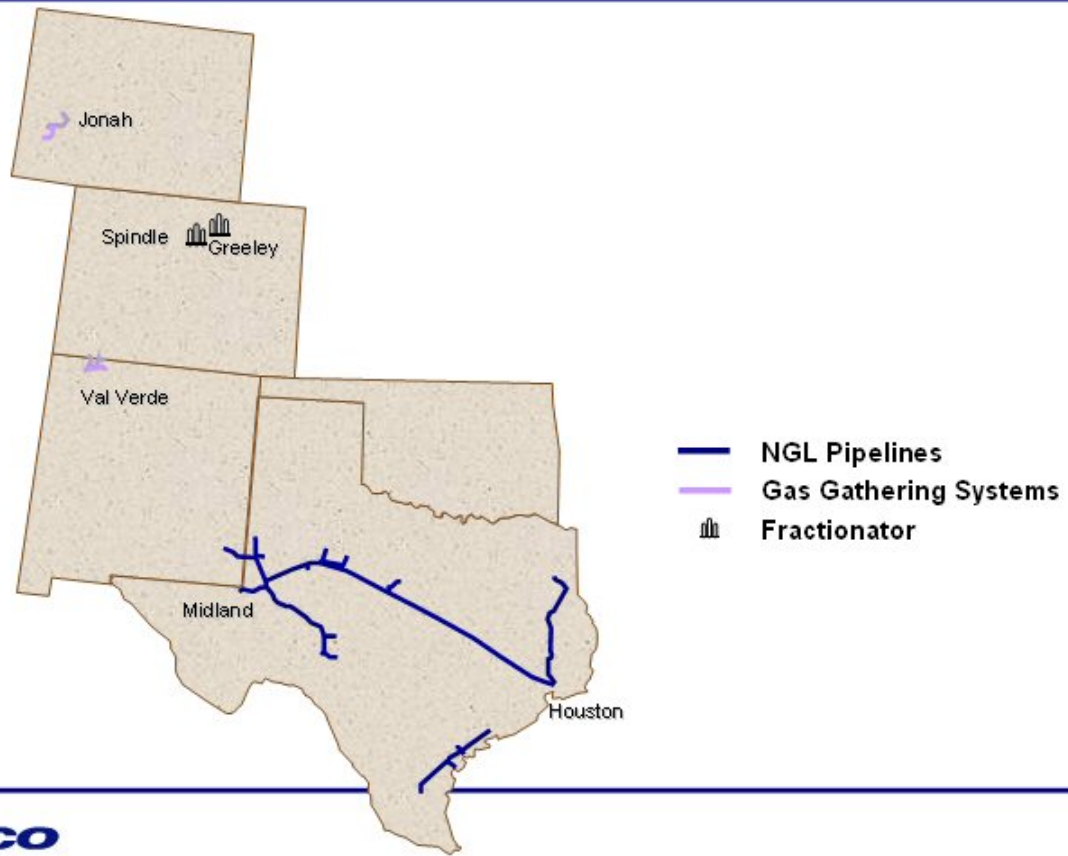 Jonah
Spindle
Greeley
Val Verde
NGL Pipelines
Gas Gathering Systems
Fractionator
Midland
Houston